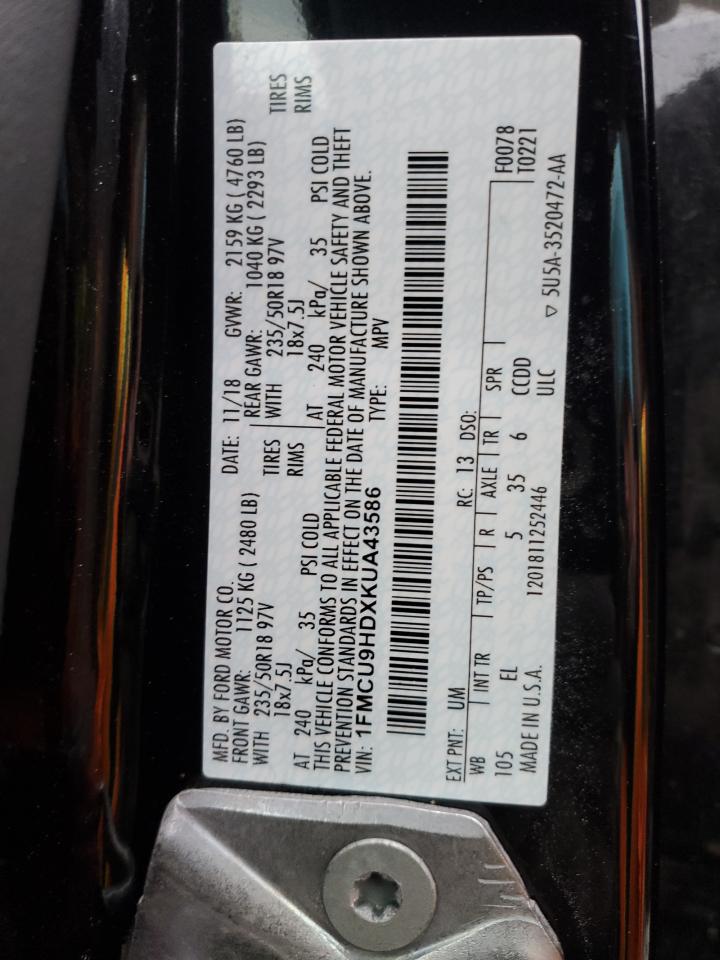 MFD. BY FORD MOTOR CO. DATE: 11/18 GVWR: 2159 KG ( 4760 LB)
FRONT GAWR: 1125 KG ( 2480 LB) REAR GAWR: 1040 KG ( 2293 LB)
WITH 235/50R18 97V TIRES WITH 235/50R18 97V TIRES
18x7.5J RIMS 18x7.5J RIMS
AT 240 kPa/ 35 PSI COLD AT 240 kPa/ 35 PSI COLD
THIS VEHICLE CONFORMS TO ALL APPLICABLE FEDERAL MOTOR VEHICLE SAFETY AND THEFT
PREVENTION STANDARDS IN EFFECT ON THE DATE OF MANUFACTURE SHOWN ABOVE.
VIN: 1FMCU9HDXKUA43586 TYPE: MPV
EXT PNT: UM RC: 13 DSO:
WB INT TR TP/PS R AXLE TR SPR F0078
105 EL 5 35 6 CCDD T0221
MADE IN U.S.A. 1201811252446 ULC ▽ 5U5A-3520472-AA